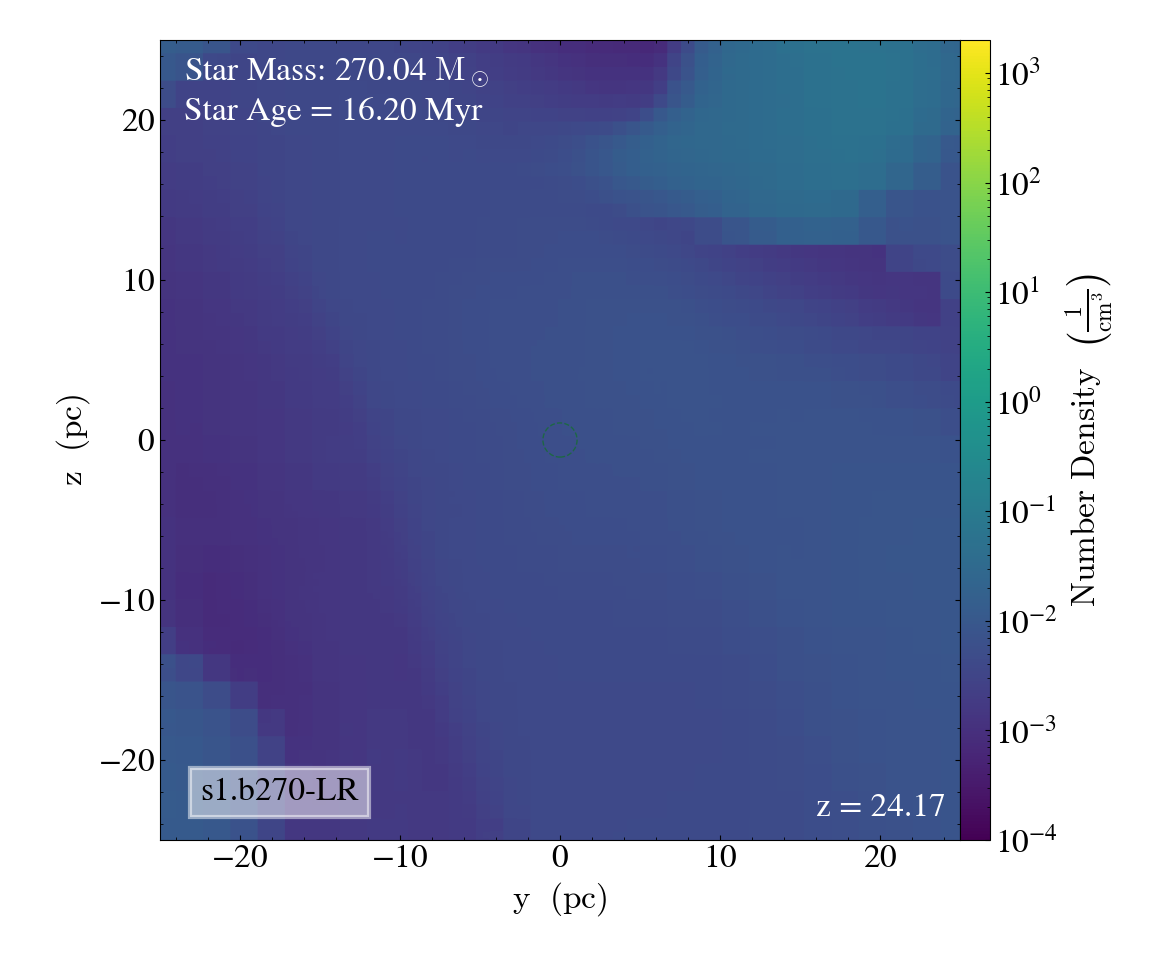 Star Mass: 270.04 M⊙
Star Age = 16.20 Myr
20
10
0
−10
−20
z (pc)
s1.b270-LR
z = 24.17
−20 −10 0 10 20
y (pc)
10³
10²
10¹
10⁰
10⁻¹
10⁻²
10⁻³
10⁻⁴
Number Density (1/cm³)